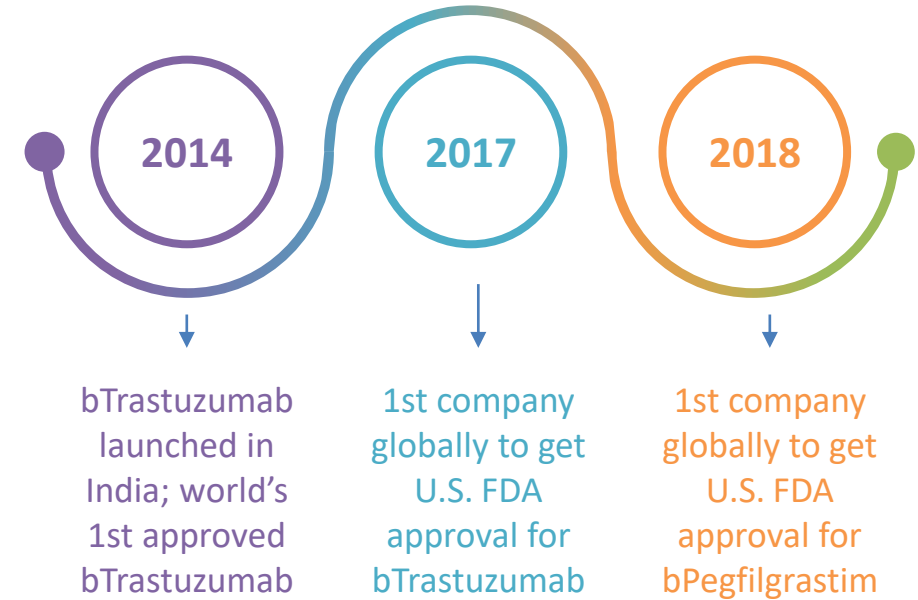 2014
2017
2018
bTrastuzumab
launched in
India; world’s
1st approved
bTrastuzumab
1st company
globally to get
U.S. FDA
approval for
bTrastuzumab
1st company
globally to get
U.S. FDA
approval for
bPegfilgrastim